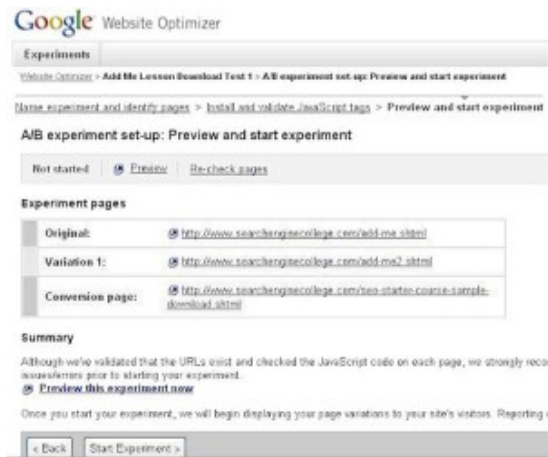 Google Website Optimizer
Experiments
Website Optimizer > Add Me Lesson Download Test 1 > A/B experiment set-up: Preview and start experiment
Name experiment and identify pages > Install and validate JavaScript tags > Preview and start experiment
A/B experiment set-up: Preview and start experiment
Not started Preview Re-check pages
Experiment pages
Original: http://www.searchenginecollege.com/add-me.shtml
Variation 1: http://www.searchenginecollege.com/add-me2.shtml
Conversion page: http://www.searchenginecollege.com/seo-starter-course-sample-
download.shtml
Summary
Although we've validated that the URLs exist and checked the JavaScript code on each page, we strongly reco
issues/errors prior to starting your experiment.
Preview this experiment now
Once you start your experiment, we will begin displaying your page variations to your site's visitors. Reporting
« Back Start Experiment »